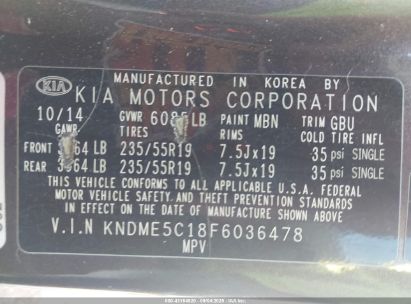 MANUFACTURED IN KOREA BY
KIA KIA MOTORS CORPORATION
10/14 GVWR LB PAINT MBN TRIM GBU
GAWR TIRES RIMS COLD TIRE INFL
FRONT LB 235/55R19 7.5Jx19 35 psi SINGLE
REAR LB 235/55R19 7.5Jx19 35 psi SINGLE
THIS VEHICLE CONFORMS TO ALL APPLICABLE U.S.A. FEDERAL
MOTOR VEHICLE SAFETY, BUMPER, AND THEFT PREVENTION
STANDARDS IN EFFECT ON THE DATE OF MANUFACTURE SHOWN ABOVE.
V.I.N KNDME5C18F6036478
MPV